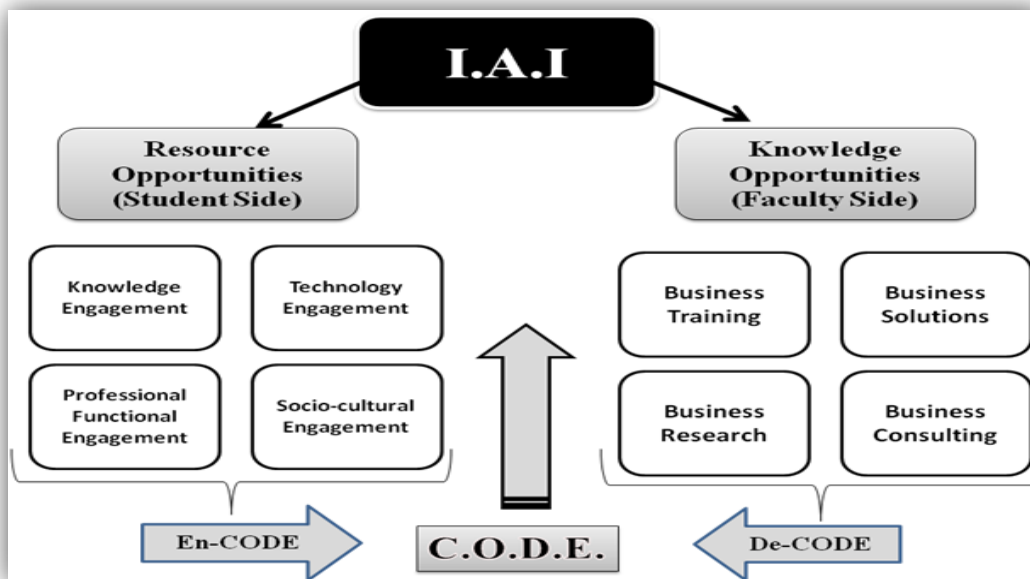 I.A.I
Resource
Opportunities
(Student Side)
Knowledge
Opportunities
(Faculty Side)
Knowledge
Engagement
Technology
Engagement
Professional
Functional
Engagement
Socio-cultural
Engagement
Business
Training
Business
Solutions
Business
Research
Business
Consulting
En-CODE
C.O.D.E.
De-CODE